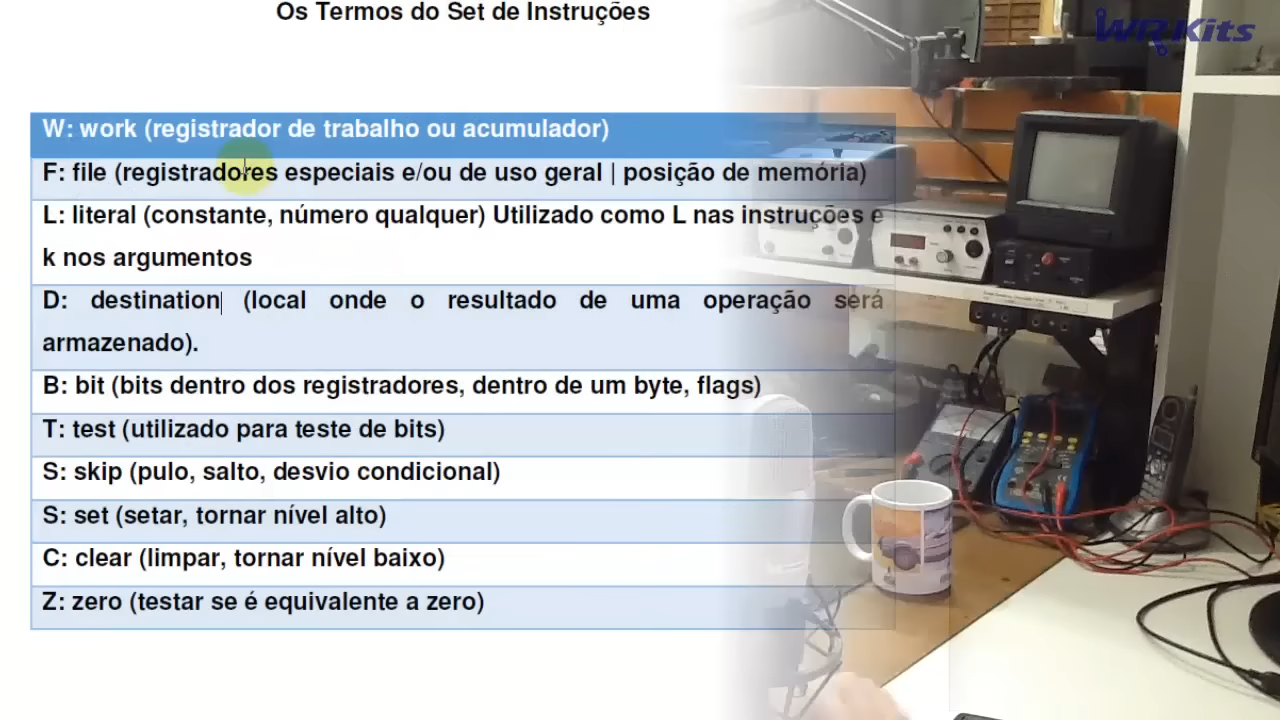 Os Termos do Set de Instruções
WR Kits
W: work (registrador de trabalho ou acumulador)
F: file (registradores especiais e/ou de uso geral | posição de memória)
L: literal (constante, número qualquer) Utilizado como L nas instruções e
k nos argumentos
D: destination (local onde o resultado de uma operação será
armazenado).
B: bit (bits dentro dos registradores, dentro de um byte, flags)
T: test (utilizado para teste de bits)
S: skip (pulo, salto, desvio condicional)
S: set (setar, tornar nível alto)
C: clear (limpar, tornar nível baixo)
Z: zero (testar se é equivalente a zero)